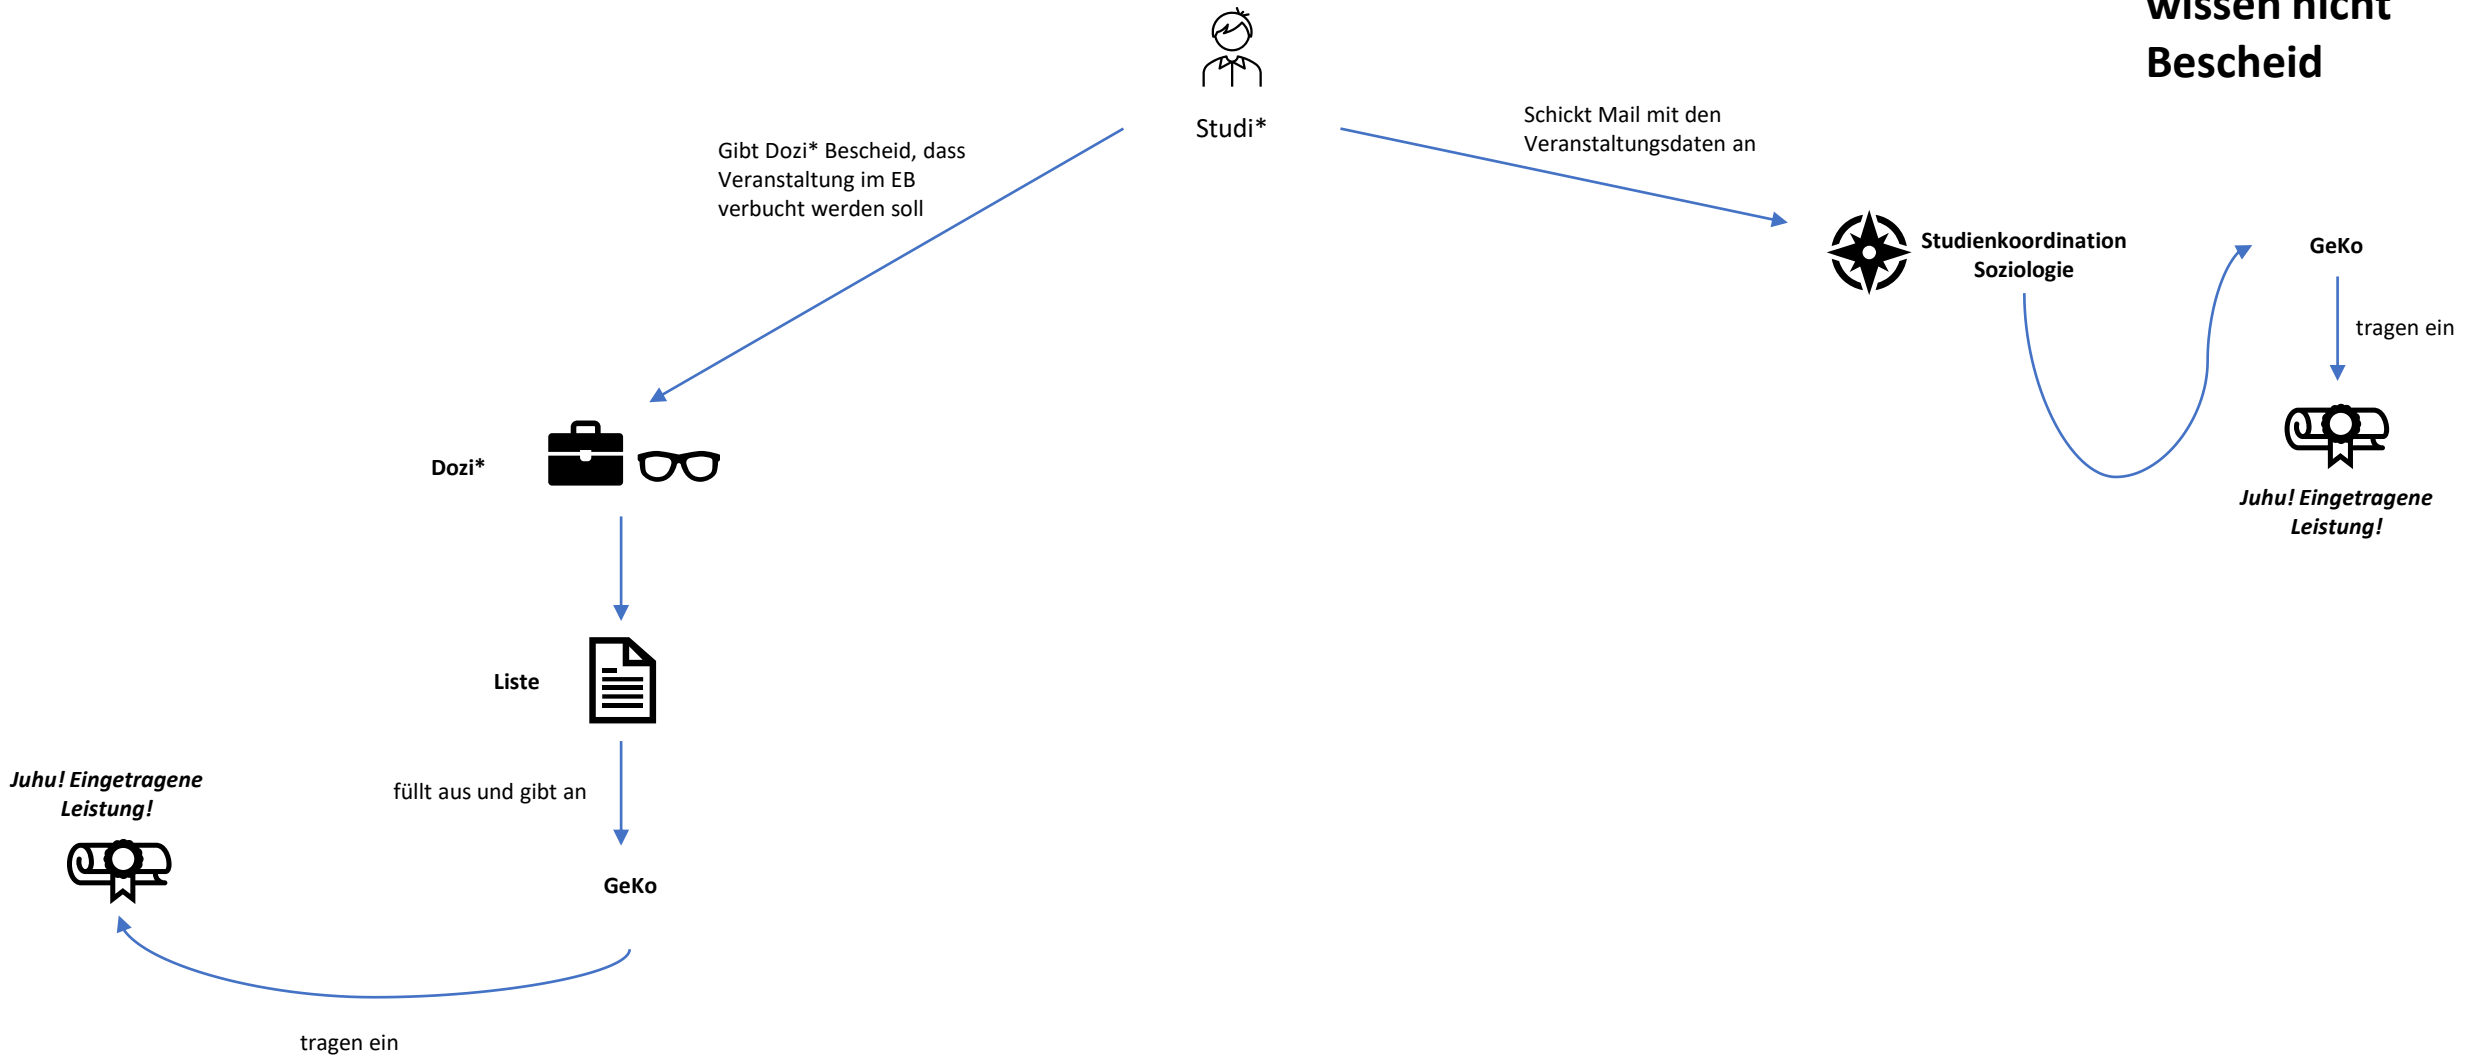 wissen nicht
Bescheid
Studi*
Gibt Dozi* Bescheid, dass
Veranstaltung im EB
verbucht werden soll
Schickt Mail mit den
Veranstaltungsdaten an
Studienkoordination
Soziologie
GeKo
tragen ein
Juhu! Eingetragene
Leistung!
Dozi*
Liste
füllt aus und gibt an
GeKo
Juhu! Eingetragene
Leistung!
tragen ein